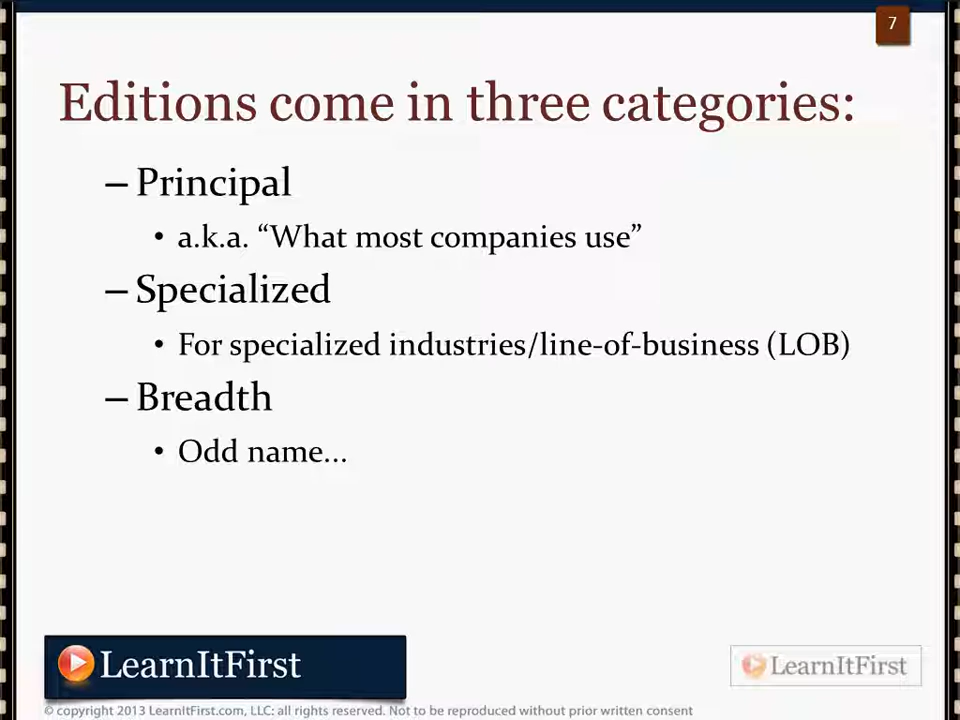 7
Editions come in three categories:
– Principal
• a.k.a. “What most companies use”
– Specialized
• For specialized industries/line-of-business (LOB)
– Breadth
• Odd name...
LearnItFirst
LearnItFirst
© copyright 2013 LearnItFirst.com, LLC: all rights reserved. Not to be reproduced without prior written consent